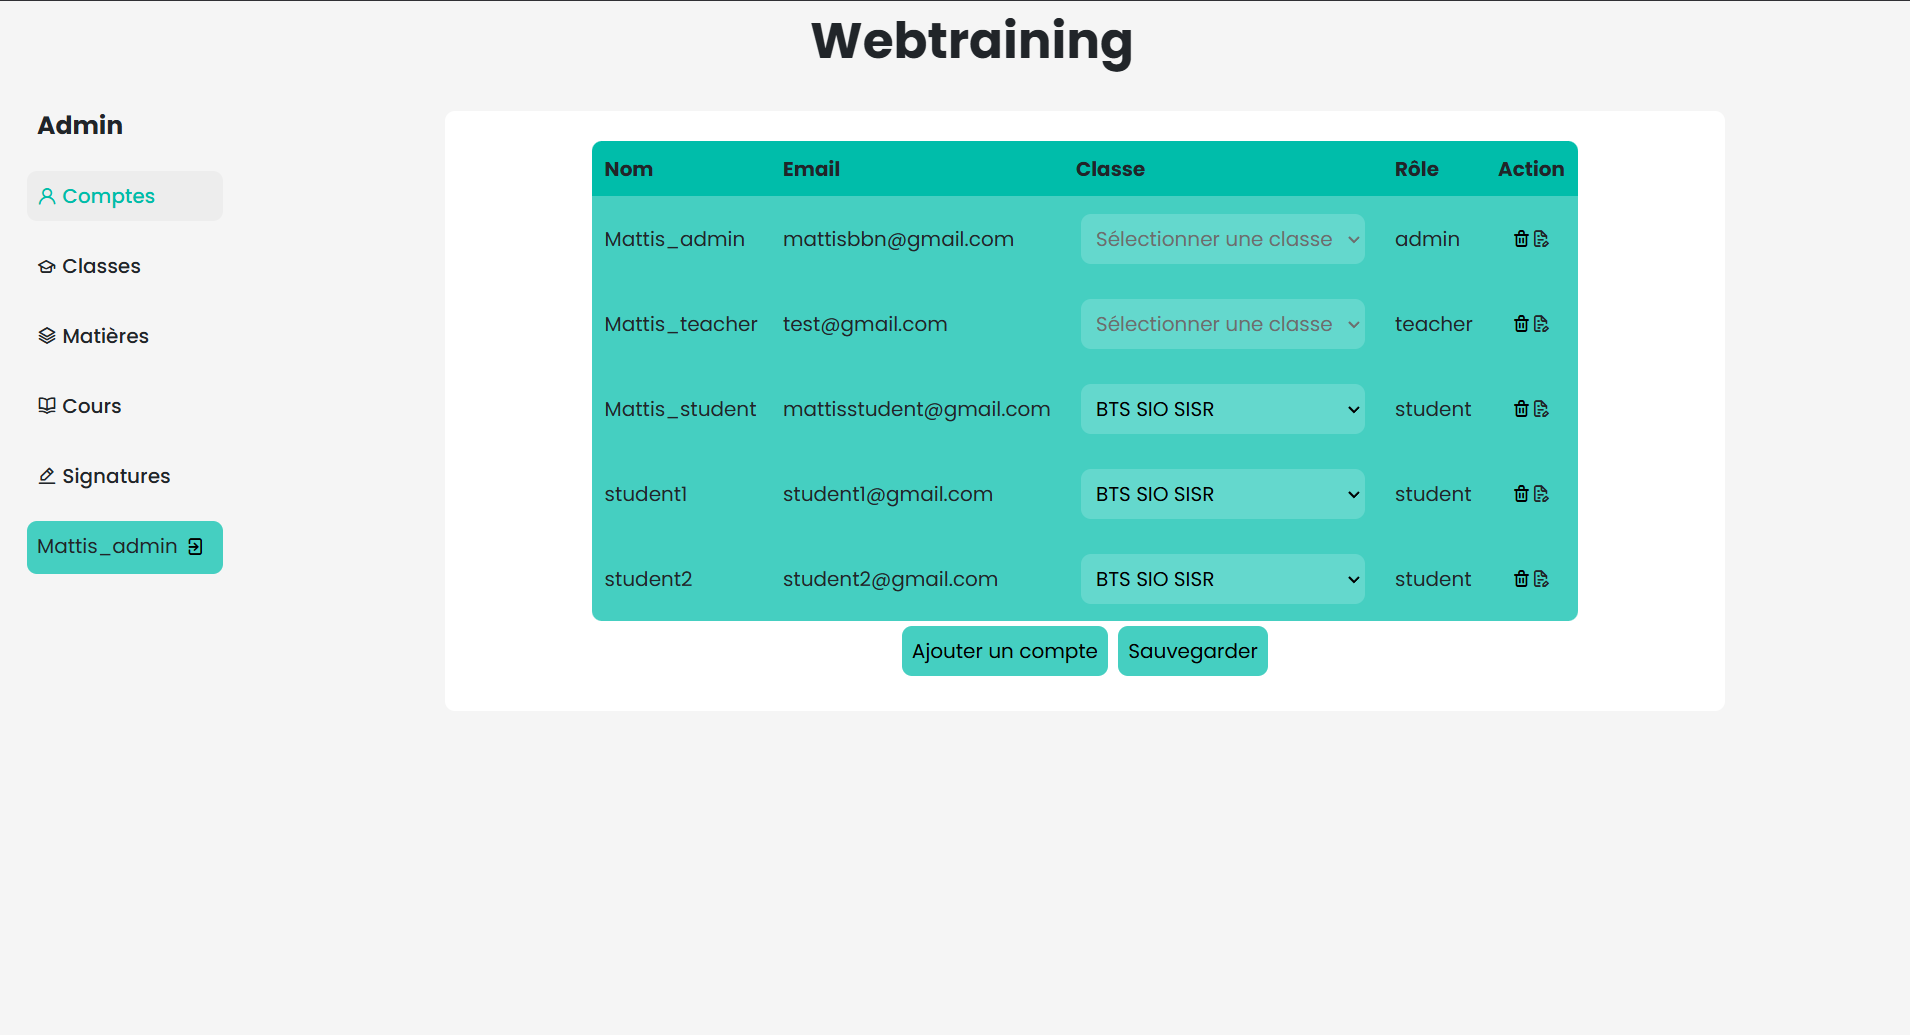 Webtraining
Admin
Comptes
Classes
Matières
Cours
Signatures
Mattis_admin
Nom Email Classe Rôle Action
Mattis_admin mattisbbn@gmail.com Sélectionner une classe admin
Mattis_teacher test@gmail.com Sélectionner une classe teacher
Mattis_student mattisstudent@gmail.com BTS SIO SISR student
student1 student1@gmail.com BTS SIO SISR student
student2 student2@gmail.com BTS SIO SISR student
Ajouter un compte Sauvegarder